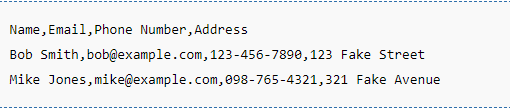 Name,Email,Phone Number,Address
Bob Smith,bob@example.com,123-456-7890,123 Fake Street
Mike Jones,mike@example.com,098-765-4321,321 Fake Avenue